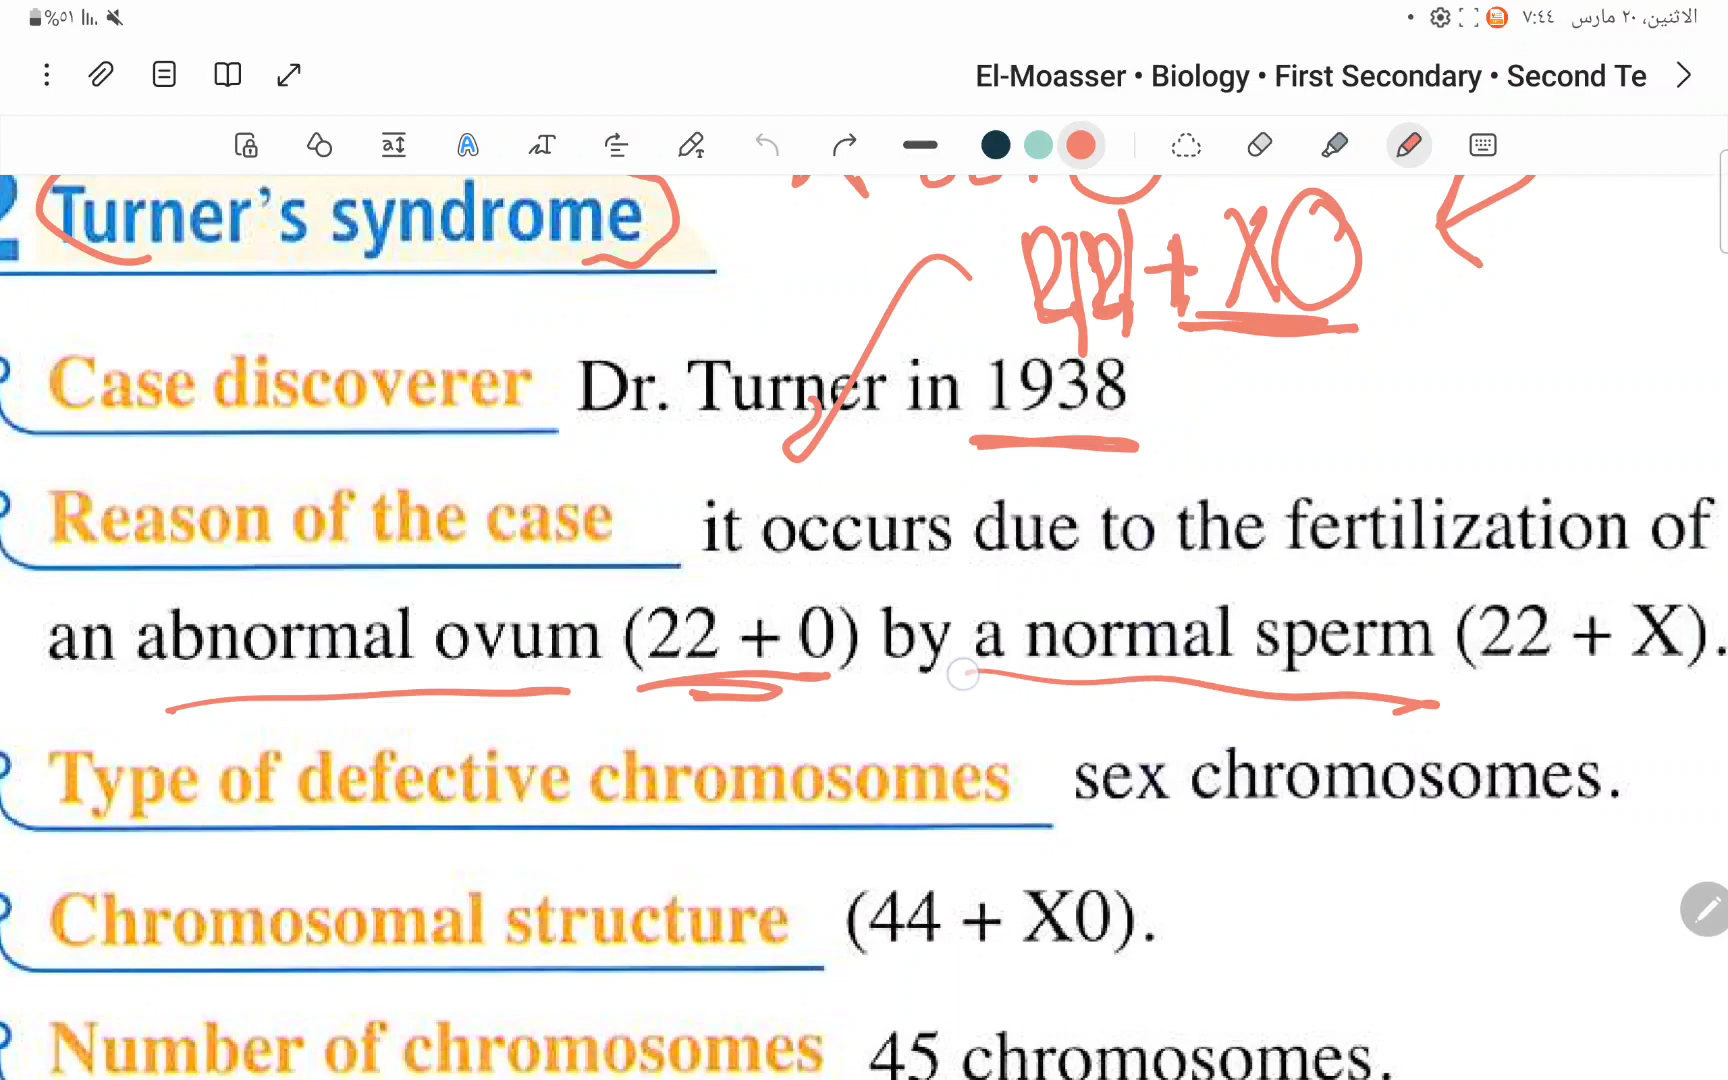 %٥١ الاثنين، ٢٠ مارس ٧:٤٤
El-Moasser • Biology • First Secondary • Second Te
2 Turner's syndrome
44 + XO
Case discoverer Dr. Turner in 1938
Reason of the case it occurs due to the fertilization of
an abnormal ovum (22 + 0) by a normal sperm (22 + X).
Type of defective chromosomes sex chromosomes.
Chromosomal structure (44 + X0).
Number of chromosomes 45 chromosomes.